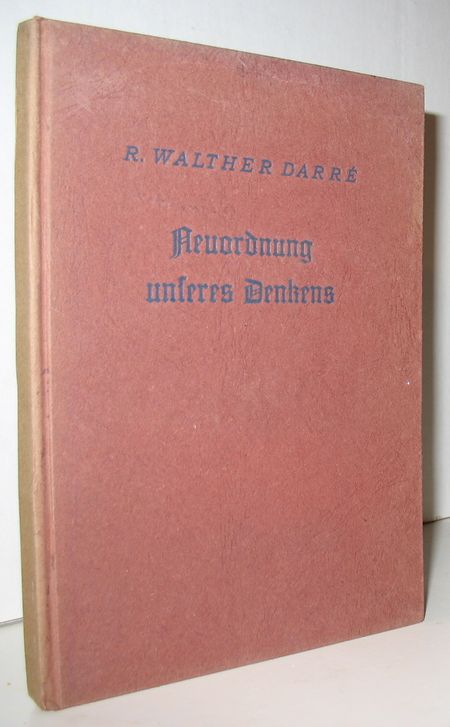 R. WALTHER DARRÉ
Neuordnung
unseres Denkens